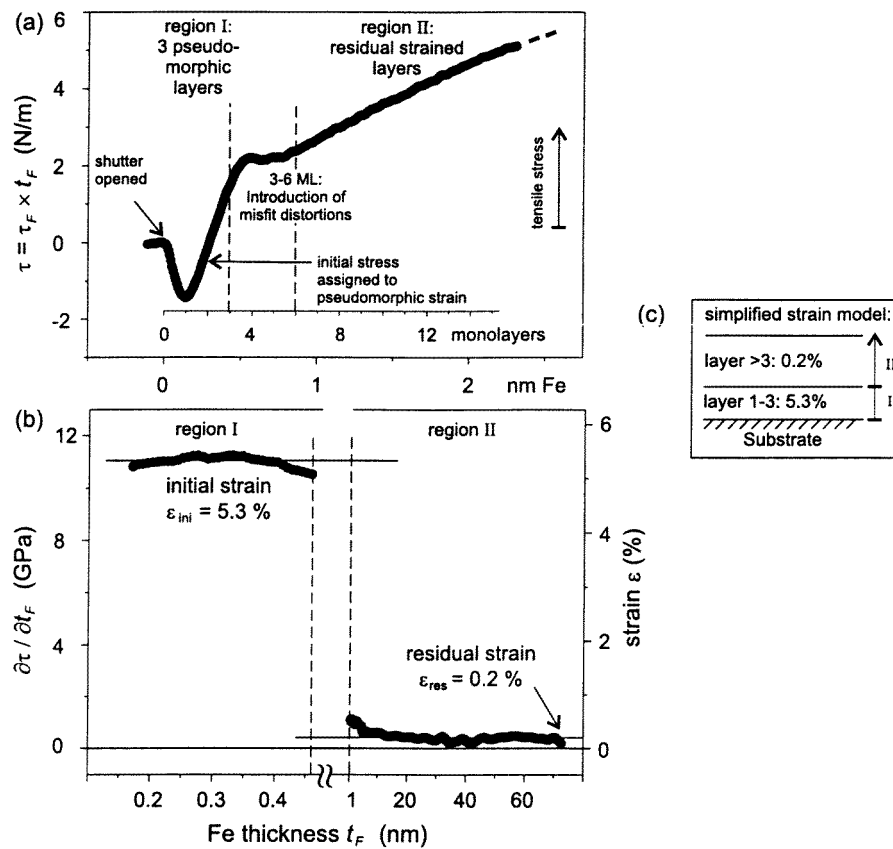 (a)
region I:
3 pseudo-
morphic
layers
region II:
residual strained
layers
6
4
2
0
-2
τ = τF × tF (N/m)
shutter
opened
3-6 ML:
Introduction of
misfit distortions
initial stress
assigned to
pseudomorphic strain
tensile stress
0 4 8 12 monolayers
0 1 2 nm Fe
(c)
simplified strain model:
layer >3: 0.2%
II
layer 1-3: 5.3%
I
Substrate
(b)
region I
region II
12
8
4
0
∂τ / ∂tF (GPa)
initial strain
εini = 5.3 %
residual strain
εres = 0.2 %
6
4
2
0
strain ε (%)
0.2 0.3 0.4 1 20 40 60
Fe thickness tF (nm)